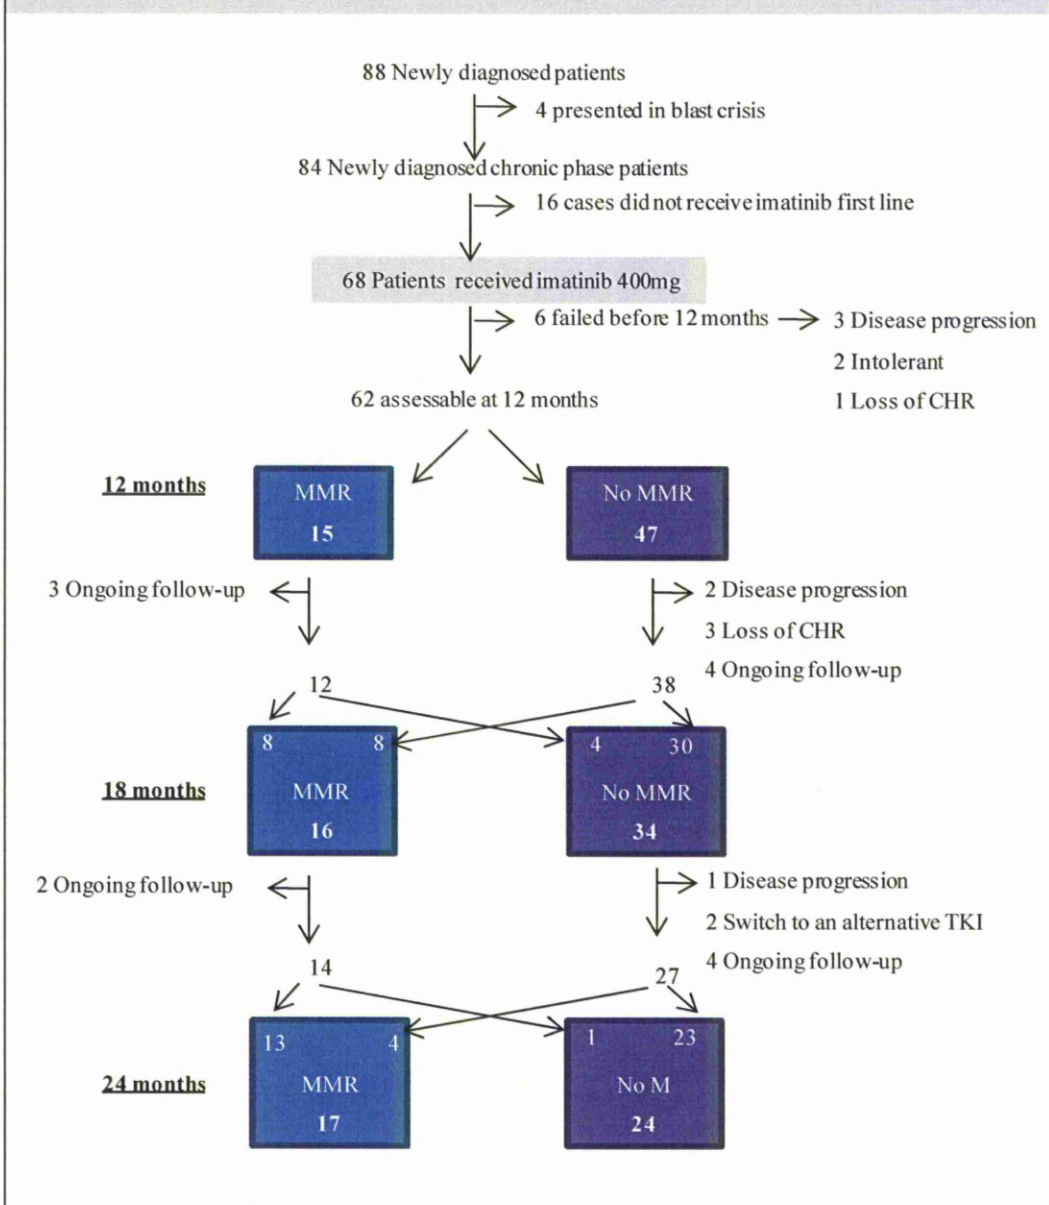 88 Newly diagnosed patients
4 presented in blast crisis
84 Newly diagnosed chronic phase patients
16 cases did not receive imatinib first line
68 Patients received imatinib 400mg
6 failed before 12 months
3 Disease progression
2 Intolerant
1 Loss of CHR
62 assessable at 12 months
12 months
MMR
15
No MMR
47
3 Ongoing follow-up
2 Disease progression
3 Loss of CHR
4 Ongoing follow-up
12
38
18 months
8 8
MMR
16
4 30
No MMR
34
2 Ongoing follow-up
1 Disease progression
2 Switch to an alternative TKI
4 Ongoing follow-up
14
27
24 months
13 4
MMR
17
1 23
No M
24